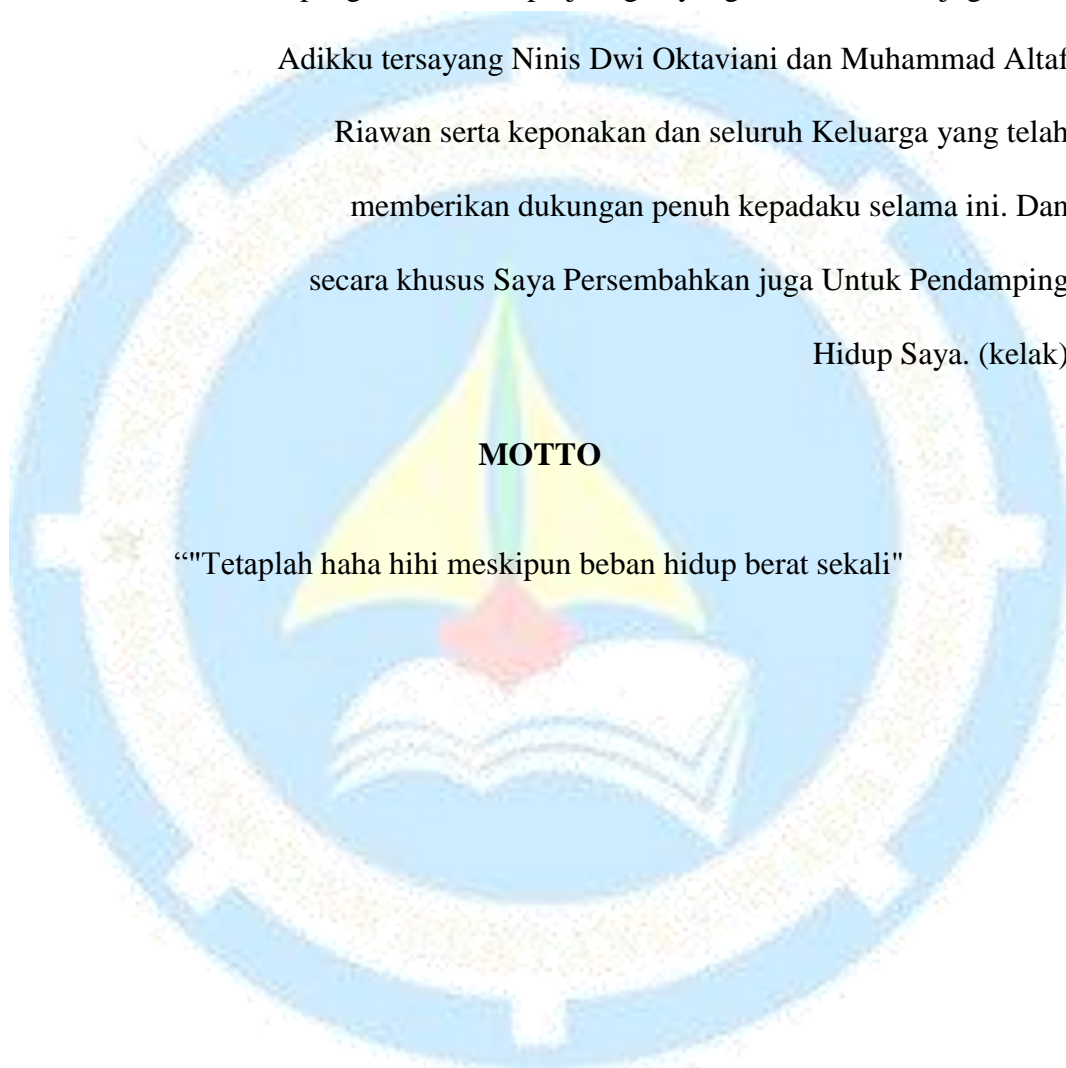 Adikku tersayang Ninis Dwi Oktaviani dan Muhammad Altaf
Riawan serta keponakan dan seluruh Keluarga yang telah
memberikan dukungan penuh kepadaku selama ini. Dan
secara khusus Saya Persembahkan juga Untuk Pendamping
Hidup Saya. (kelak)
MOTTO
“"Tetaplah haha hihi meskipun beban hidup berat sekali"